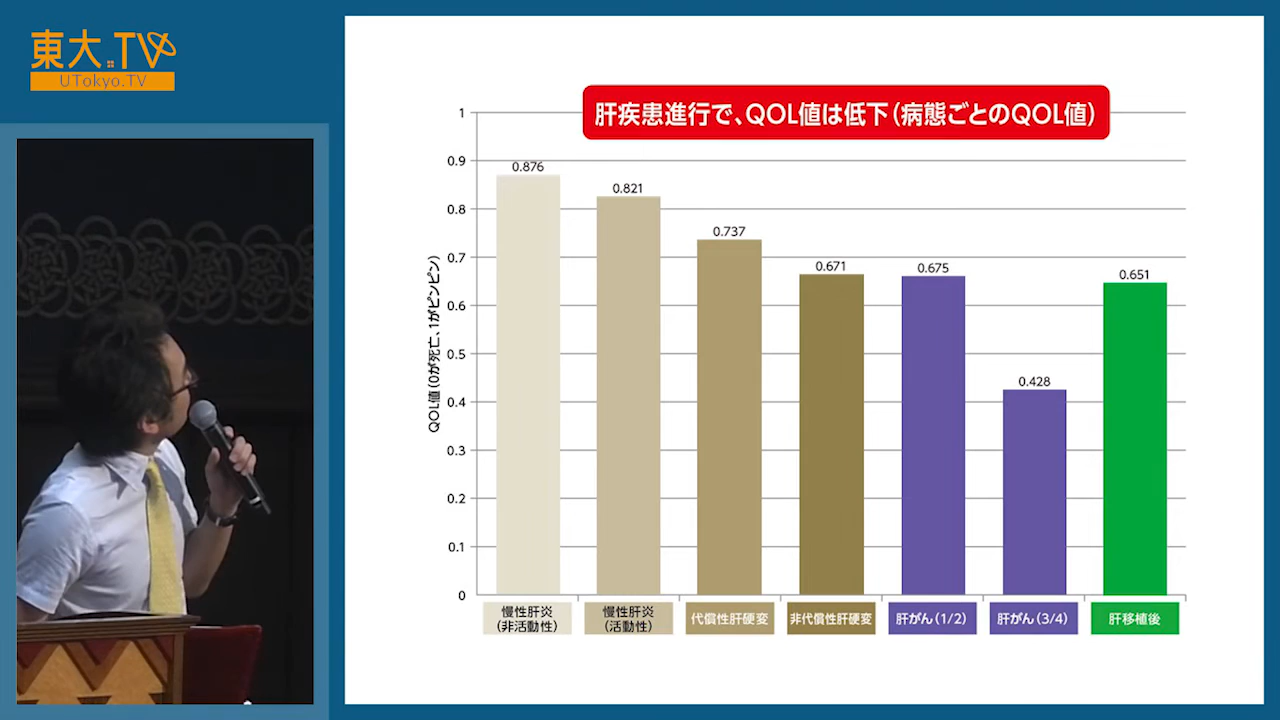 東大.TV
UTokyo.TV
肝疾患進行で、QOL値は低下(病態ごとのQOL値)
QOL値(0が死亡、1がピンピン)
1
0.9
0.8
0.7
0.6
0.5
0.4
0.3
0.2
0.1
0
0.876
0.821
0.737
0.671
0.675
0.428
0.651
慢性肝炎
(非活動性)
慢性肝炎
(活動性)
代償性肝硬変
非代償性肝硬変
肝がん(1/2)
肝がん(3/4)
肝移植後